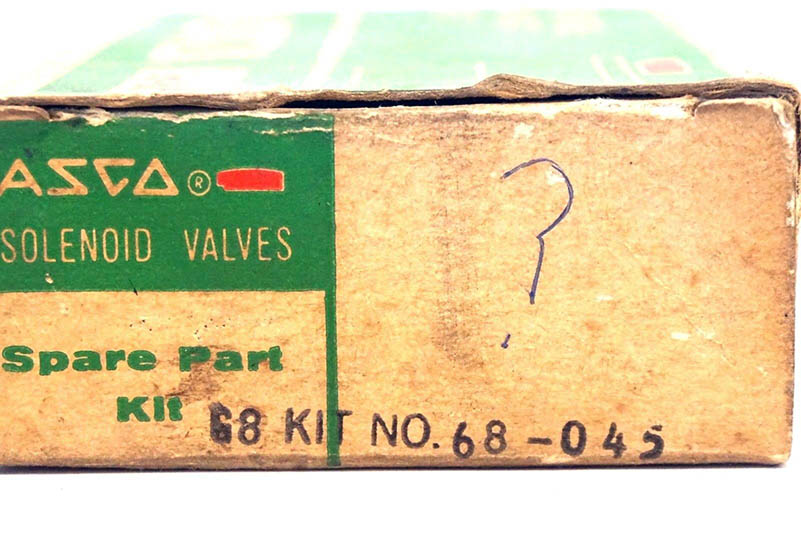 ASCO ®
SOLENOID VALVES
?
Spare Part
Kit
68 KIT NO. 68-045